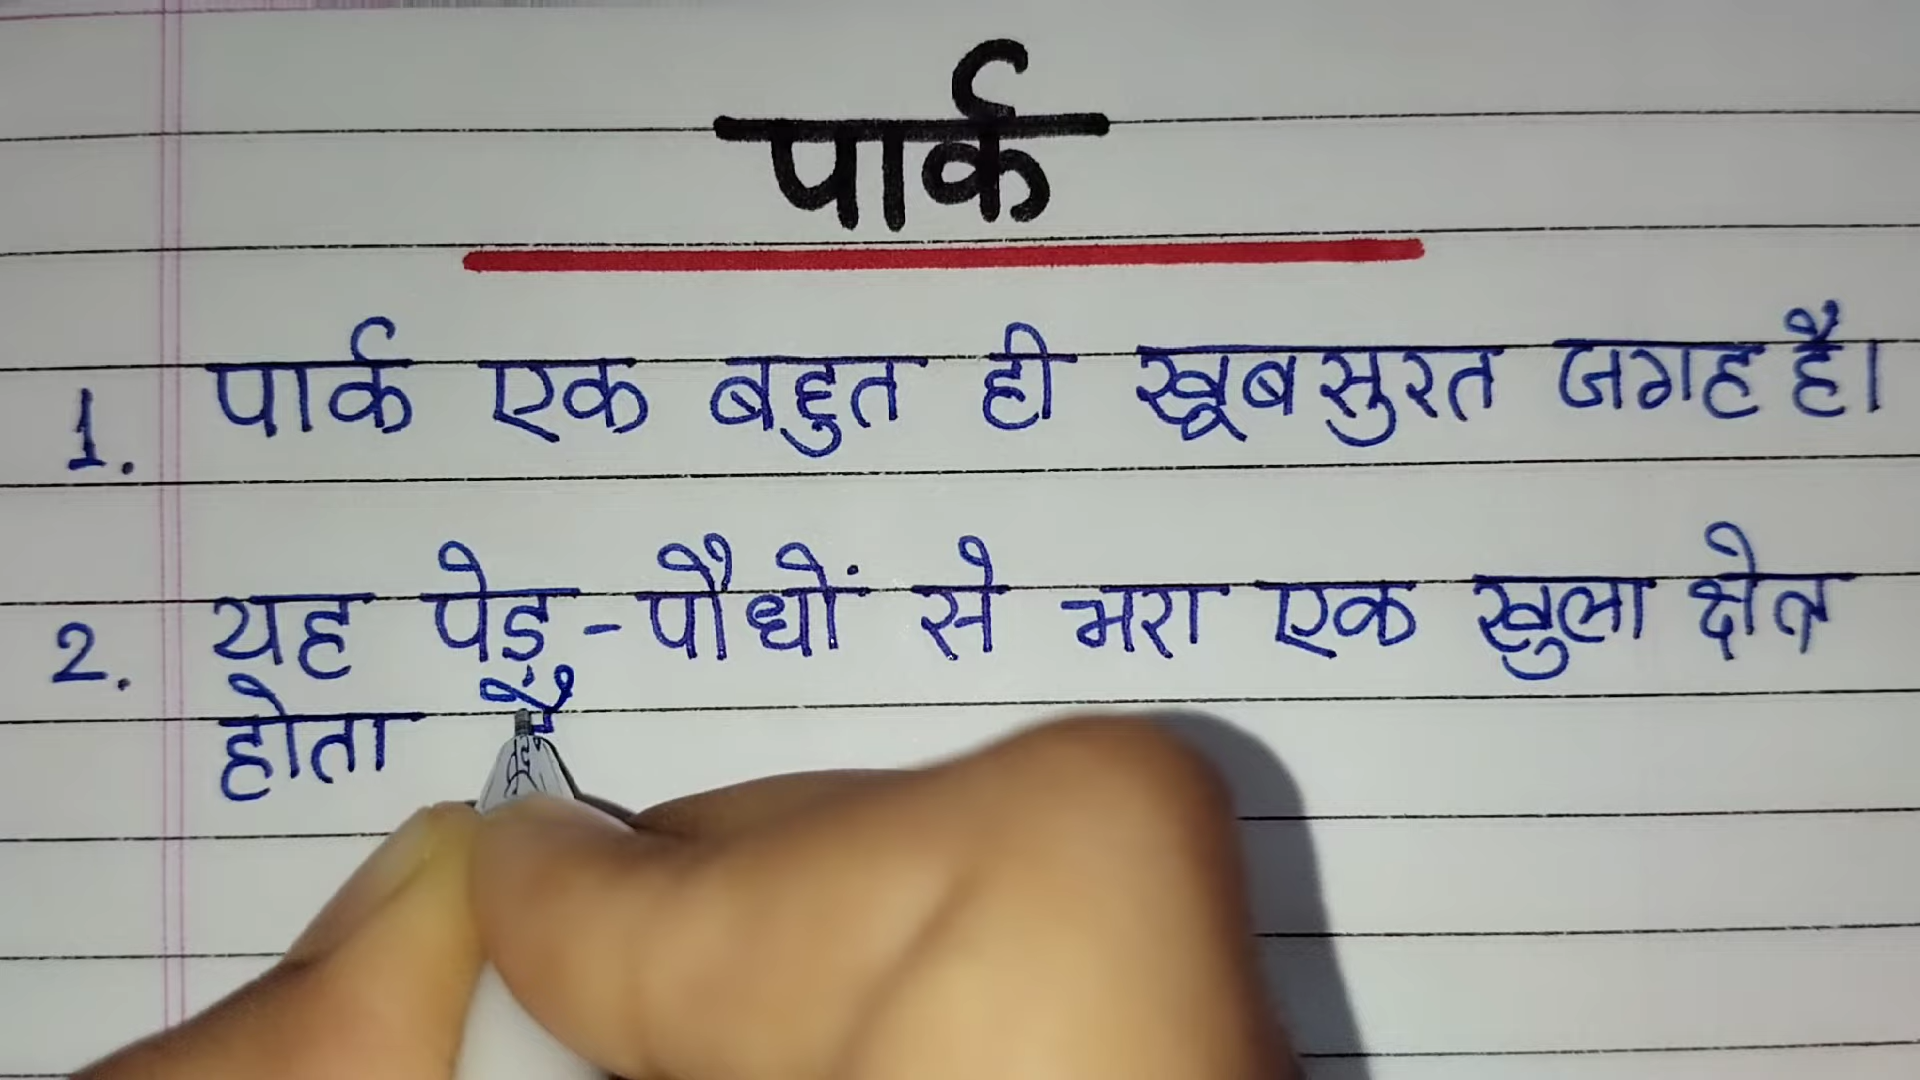 पार्क
1. पार्क एक बहुत ही खूबसुरत जगह है।
2. यह पेड़-पौधों से भरा एक खुला क्षेत्र
होता है